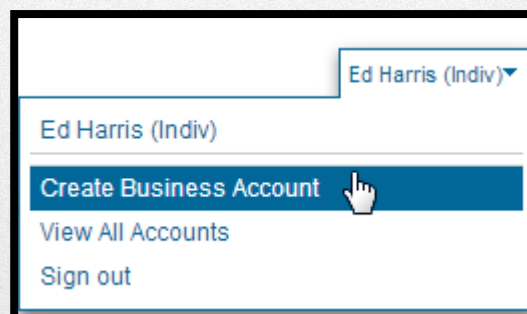 Ed Harris (Indiv)
Ed Harris (Indiv)
Create Business Account
View All Accounts
Sign out